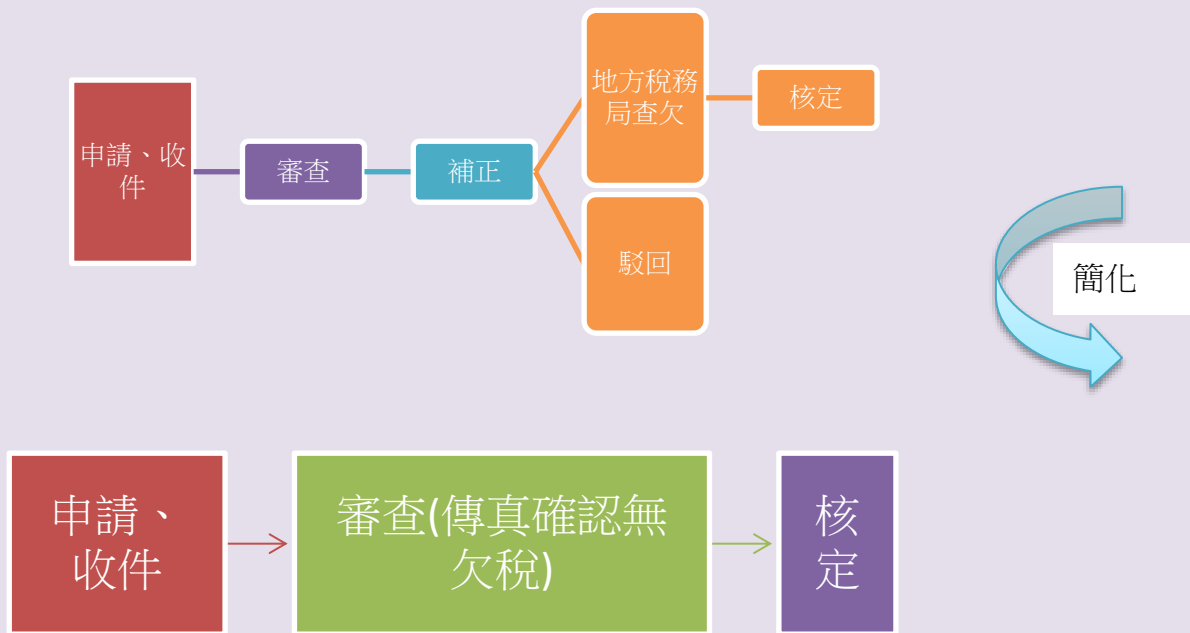 申請、收
件
審查
補正
地方稅務
局查欠
核定
駁回
簡化
申請、
收件
審查(傳真確認無
欠稅)
核
定